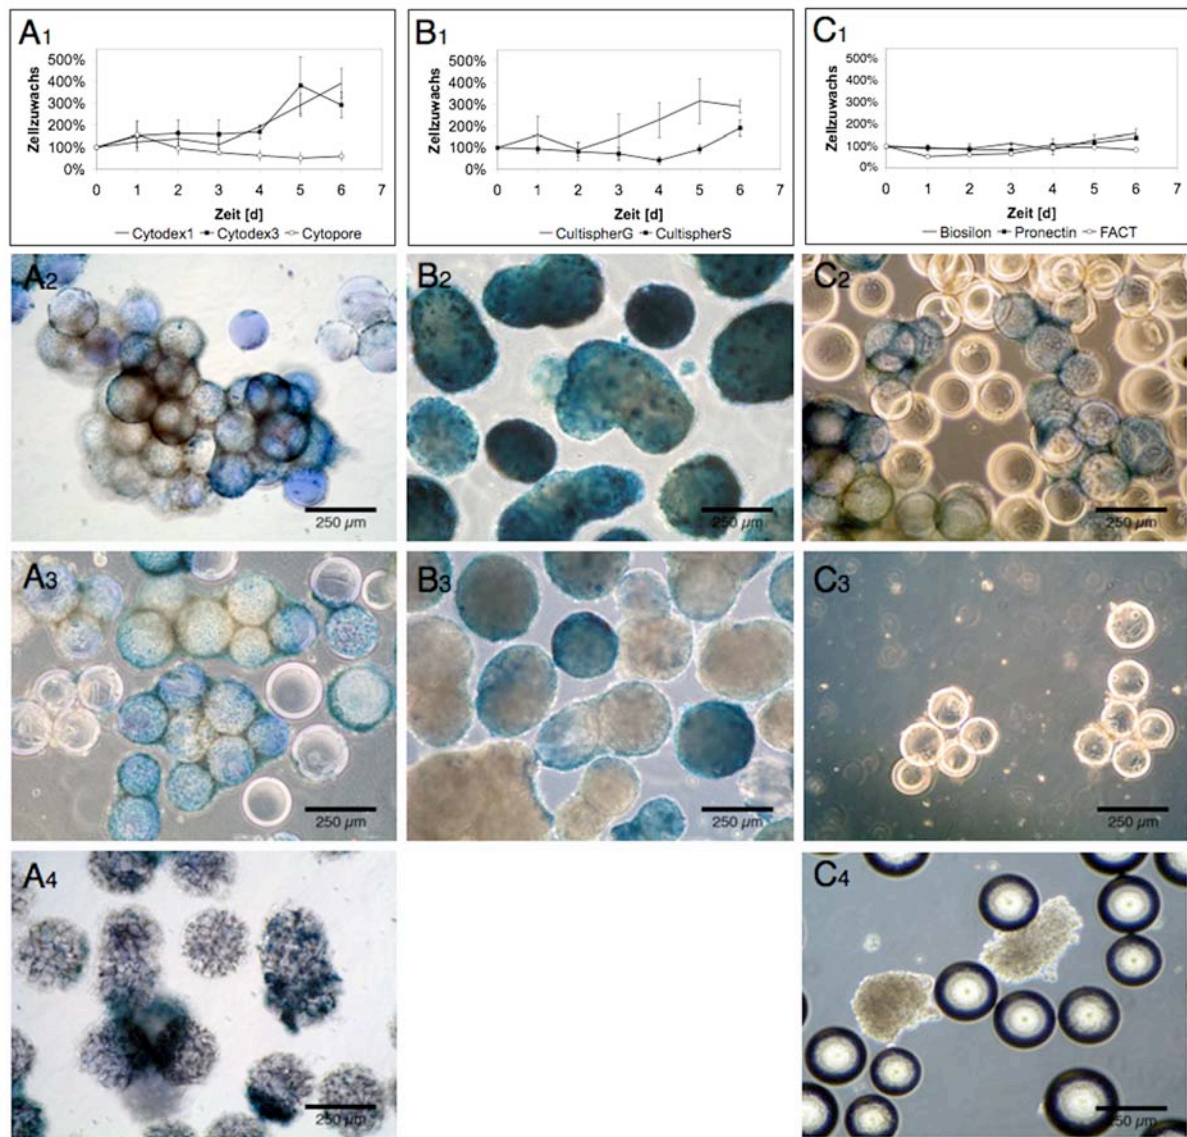 A1
500%
400%
300%
200%
100%
0%
Zellzuwachs
0 1 2 3 4 5 6 7
Zeit [d]
Cytodex1 Cytodex3 Cytopore
B1
500%
400%
300%
200%
100%
0%
Zellzuwachs
0 1 2 3 4 5 6 7
Zeit [d]
CultispherG CultispherS
C1
500%
400%
300%
200%
100%
0%
Zellzuwachs
0 1 2 3 4 5 6 7
Zeit [d]
Biosilon Pronectin FACT
A2
250 µm
B2
250 µm
C2
250 µm
A3
250 µm
B3
250 µm
C3
250 µm
A4
250 µm
C4
250 µm